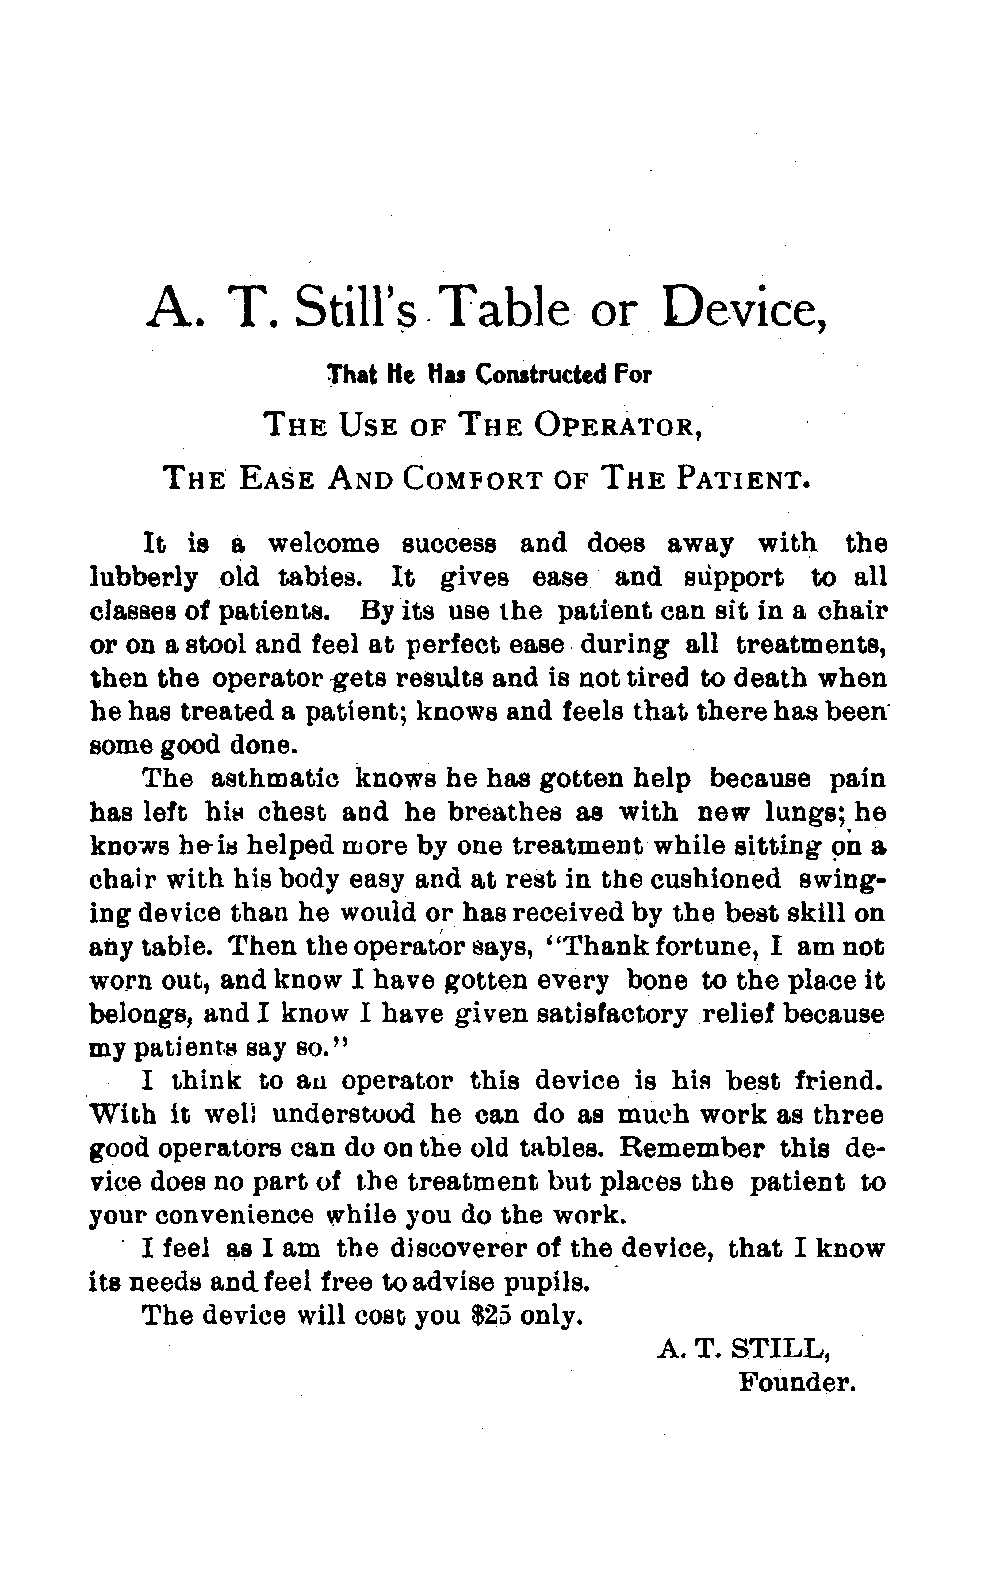 A. T. Still's Table or Device,
That He Has Constructed For
THE USE OF THE OPERATOR,
THE EASE AND COMFORT OF THE PATIENT.
It is a welcome success and does away with the
lubberly old tables. It gives ease and support to all
classes of patients. By its use the patient can sit in a chair
or on a stool and feel at perfect ease during all treatments,
then the operator gets results and is not tired to death when
he has treated a patient; knows and feels that there has been
some good done.
The asthmatic knows he has gotten help because pain
has left his chest and he breathes as with new lungs; he
knows he is helped more by one treatment while sitting on a
chair with his body easy and at rest in the cushioned swing-
ing device than he would or has received by the best skill on
any table. Then the operator says, "Thank fortune, I am not
worn out, and know I have gotten every bone to the place it
belongs, and I know I have given satisfactory relief because
my patients say so."
I think to an operator this device is his best friend.
With it well understood he can do as much work as three
good operators can do on the old tables. Remember this de-
vice does no part of the treatment but places the patient to
your convenience while you do the work.
I feel as I am the discoverer of the device, that I know
its needs and feel free to advise pupils.
The device will cost you $25 only.
A. T. STILL,
Founder.